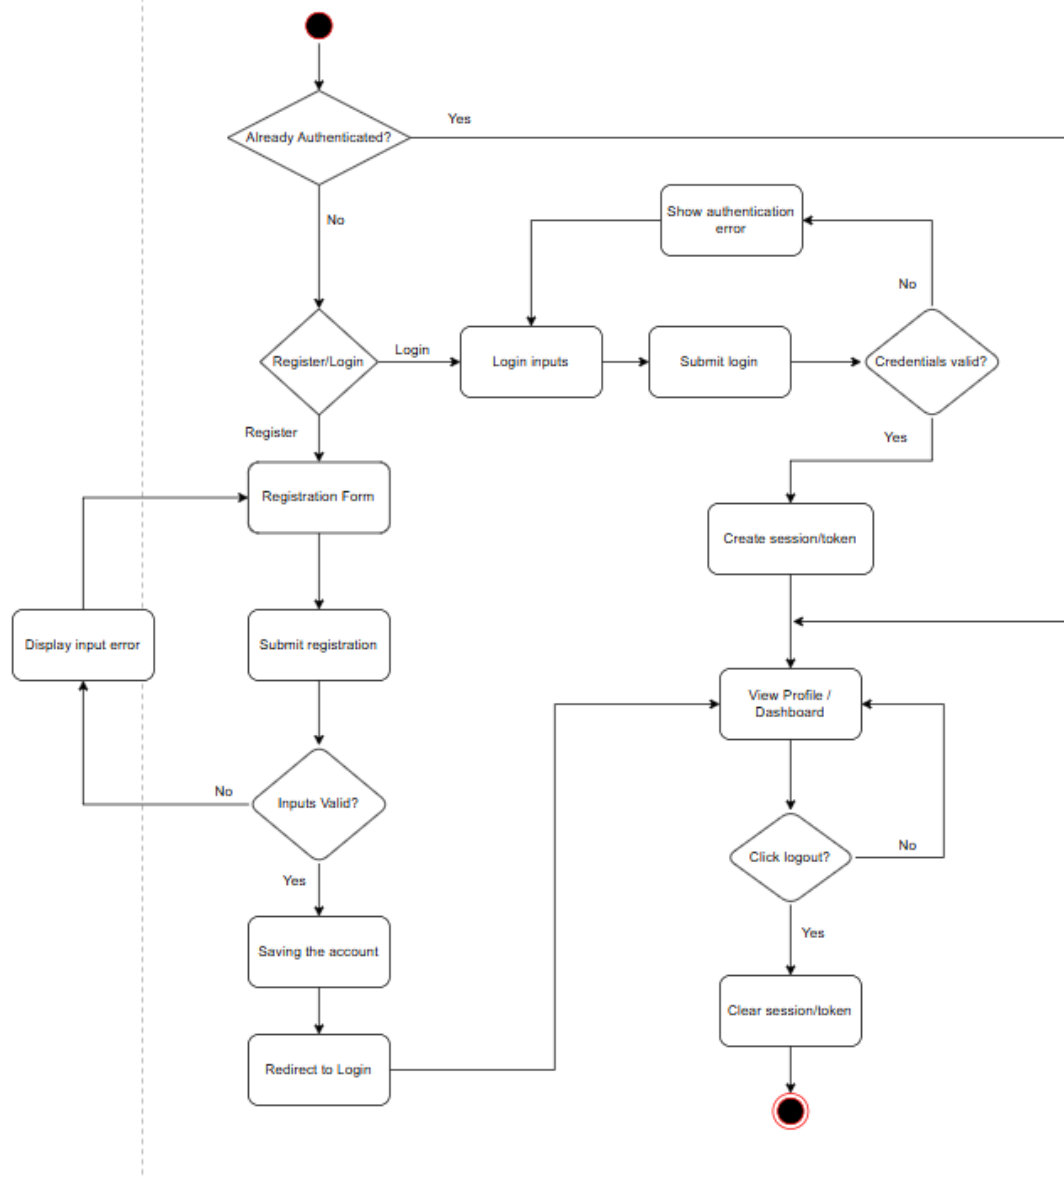 Yes
Already Authenticated?
No
Show authentication
error
No
Login
Register/Login
Login inputs
Submit login
Credentials valid?
Register
Yes
Registration Form
Create session/token
Display input error
Submit registration
View Profile /
Dashboard
No
Inputs Valid?
No
Click logout?
Yes
Yes
Saving the account
Clear session/token
Redirect to Login